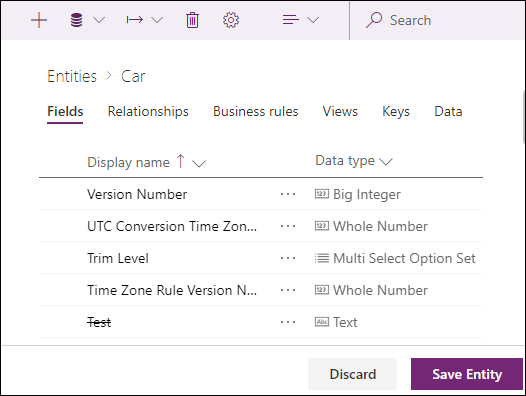 Search
Entities > Car
Fields Relationships Business rules Views Keys Data
Display name ↑ Data type
Version Number ··· Big Integer
UTC Conversion Time Zon... ··· Whole Number
Trim Level ··· Multi Select Option Set
Time Zone Rule Version N... ··· Whole Number
Test ··· Text
Discard Save Entity